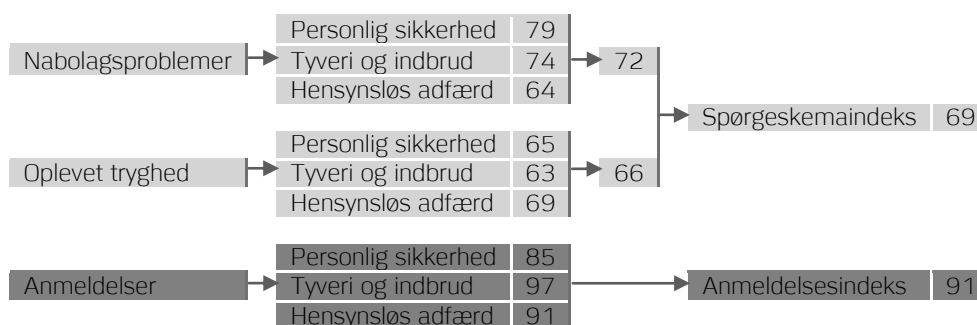 Personlig sikkerhed 79
Nabolagsproblemer Tyveri og indbrud 74 72
Hensynsløs adfærd 64
Spørgeskemaindeks 69
Personlig sikkerhed 65
Oplevet tryghed Tyveri og indbrud 63 66
Hensynsløs adfærd 69
Personlig sikkerhed 85
Anmeldelser Tyveri og indbrud 97 Anmeldelsesindeks 91
Hensynsløs adfærd 91